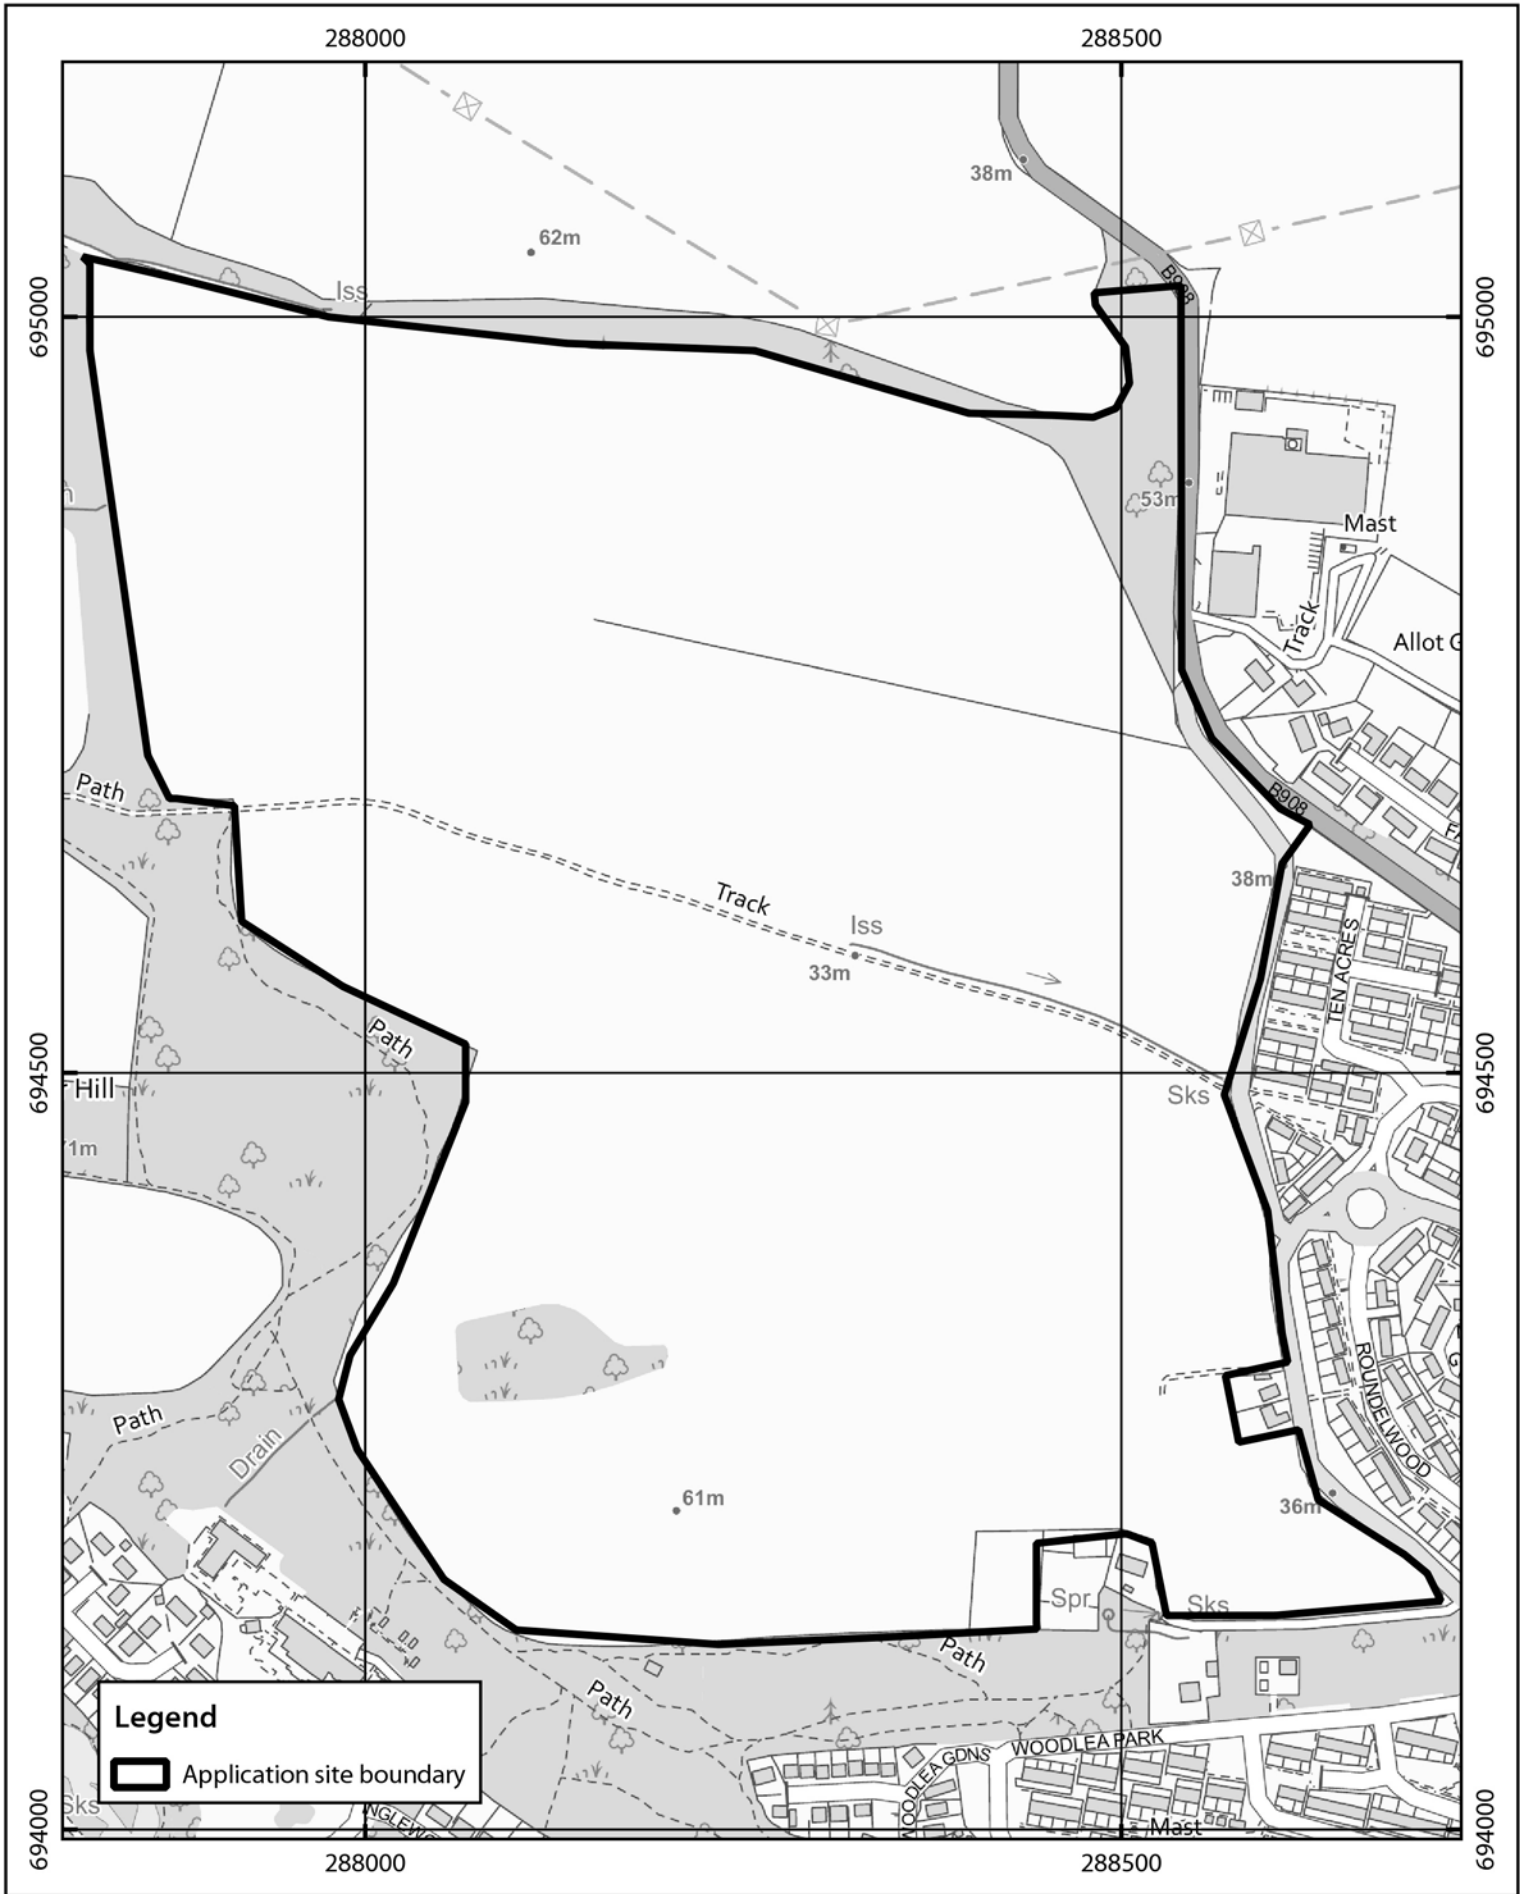 288000
288500
38m
62m
B908
Iss
695000
695000
53m
Mast
Track
Allot G
Path
B908
Track
38m
Iss
TEN ACRES
33m
Path
694500
694500
Hill
Sks
1m
Path
Drain
ROUNDELWOOD
61m
36m
Spr
Sks
Path
Path
Legend
WOODLEA PARK
WOODLEA GDNS
Application site boundary
Sks
Mast
694000
694000
288000
288500